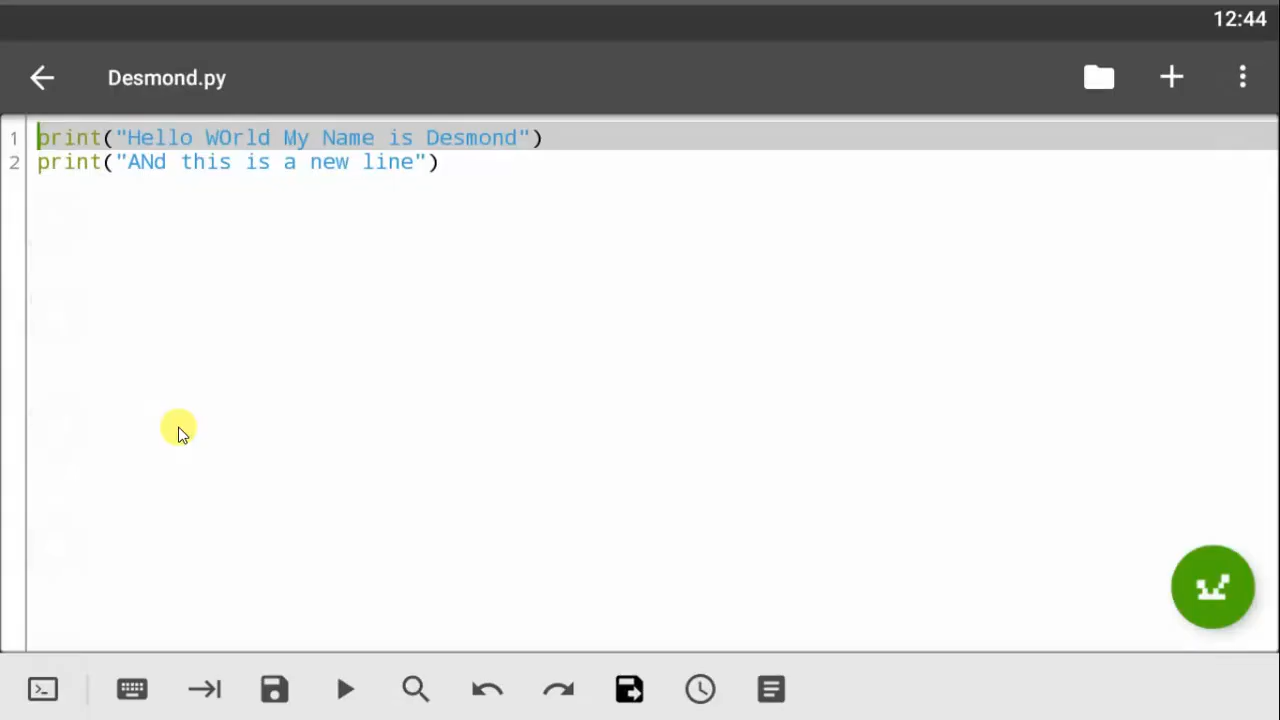 12:44
Desmond.py
1 print("Hello WOrld My Name is Desmond")
2 print("ANd this is a new line")